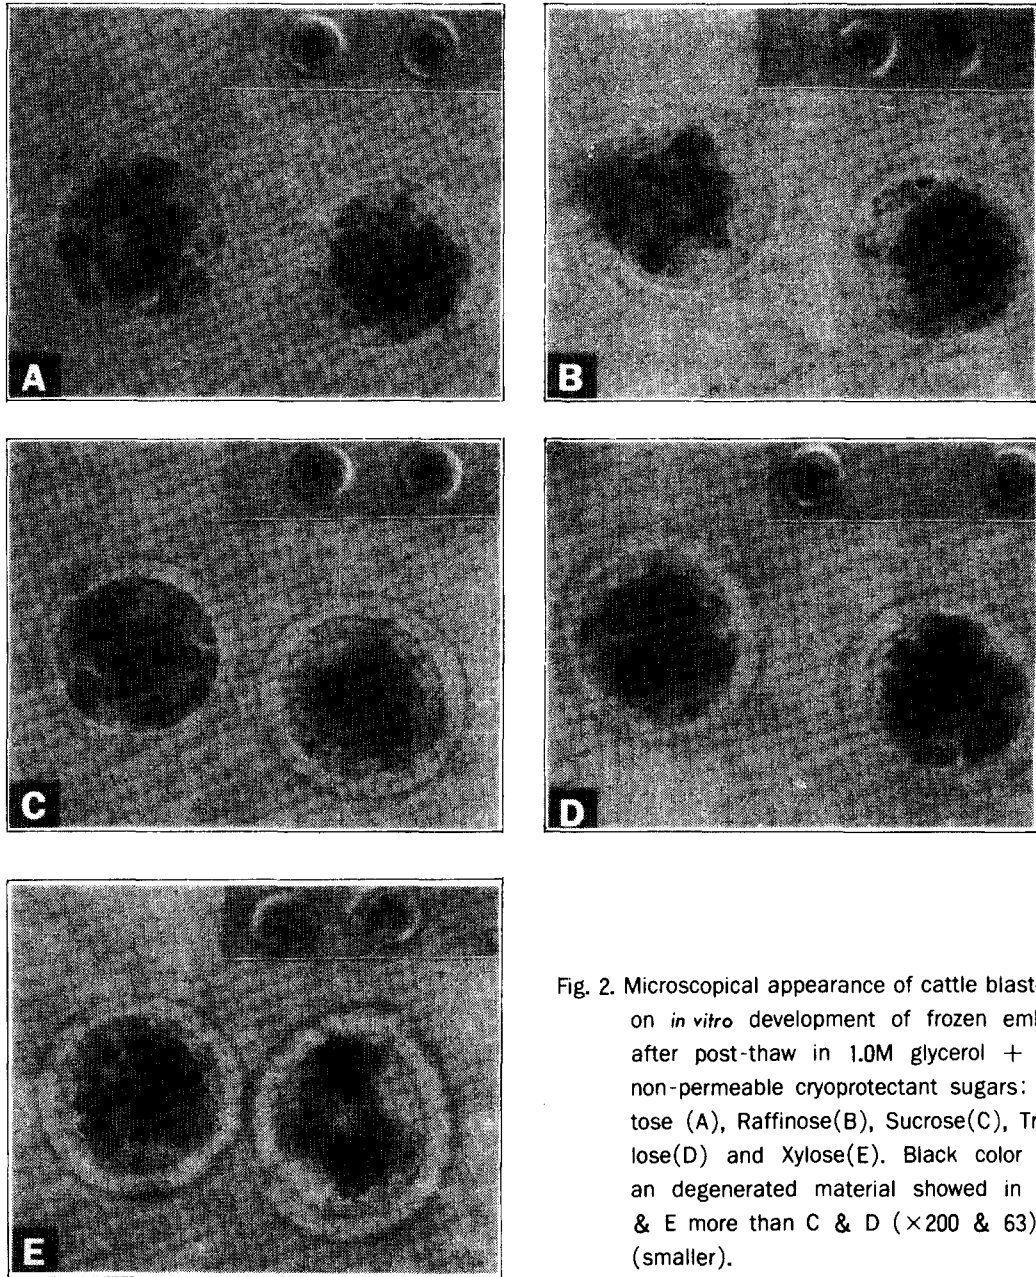 A
B
C
D
E
Fig. 2. Microscopical appearance of cattle blast
on in vitro development of frozen em
after post-thaw in 1.0M glycerol +
non-permeable cryoprotectant sugars:
tose (A), Raffinose(B), Sucrose(C), Tr
lose(D) and Xylose(E). Black color
an degenerated material showed in
& E more than C & D (×200 & 63)
(smaller).